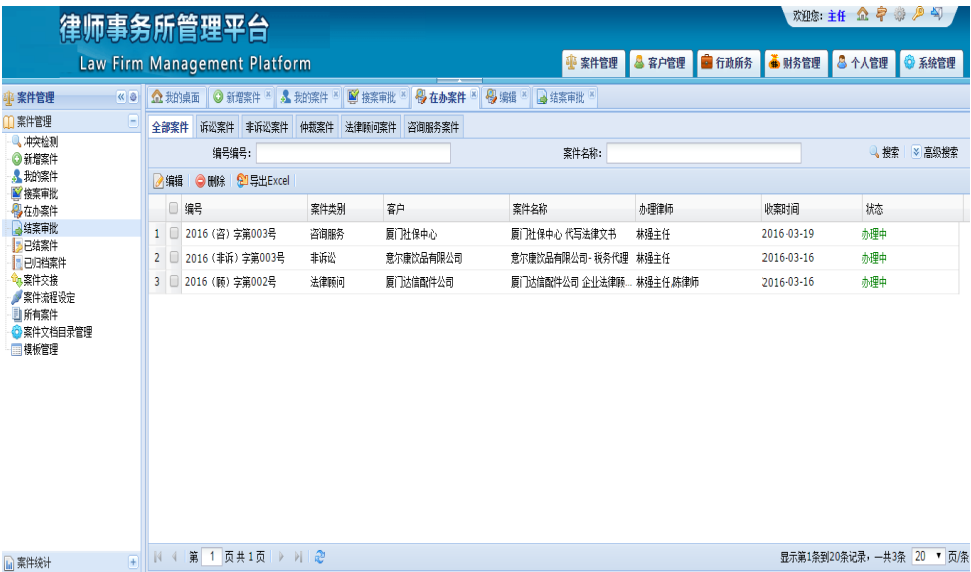 律师事务所管理平台
Law Firm Management Platform
欢迎您: 主任
案件管理 客户管理 行政所务 财务管理 个人管理 系统管理
案件管理
我的桌面 新增案件 我的案件 接案审批 在办案件 编辑 结案审批
案件管理
全部案件 诉讼案件 非诉讼案件 仲裁案件 法律顾问案件 咨询服务案件
冲突检测
新增案件
我的案件
接案审批
在办案件
结案审批
已结案件
已归档案件
案件交接
案件流程设定
所有案件
案件文档目录管理
模板管理
案件统计
编号编号: 案件名称: 搜索 高级搜索
编辑 删除 导出Excel
编号 案件类别 客户 案件名称 办理律师 收案时间 状态
1 2016（咨）字第003号 咨询服务 厦门社保中心 厦门社保中心 代写法律文书 林强主任 2016-03-19 办理中
2 2016（非诉）字第003号 非诉讼 意尔康饮品有限公司 意尔康饮品有限公司- 税务代理 林强主任 2016-03-16 办理中
3 2016（顾）字第002号 法律顾问 厦门达信配件公司 厦门达信配件公司 企业法律顾... 林强主任,陈律师 2016-03-16 办理中
第 1 页共1页 显示第1条到20条记录，一共3条 20 页/条